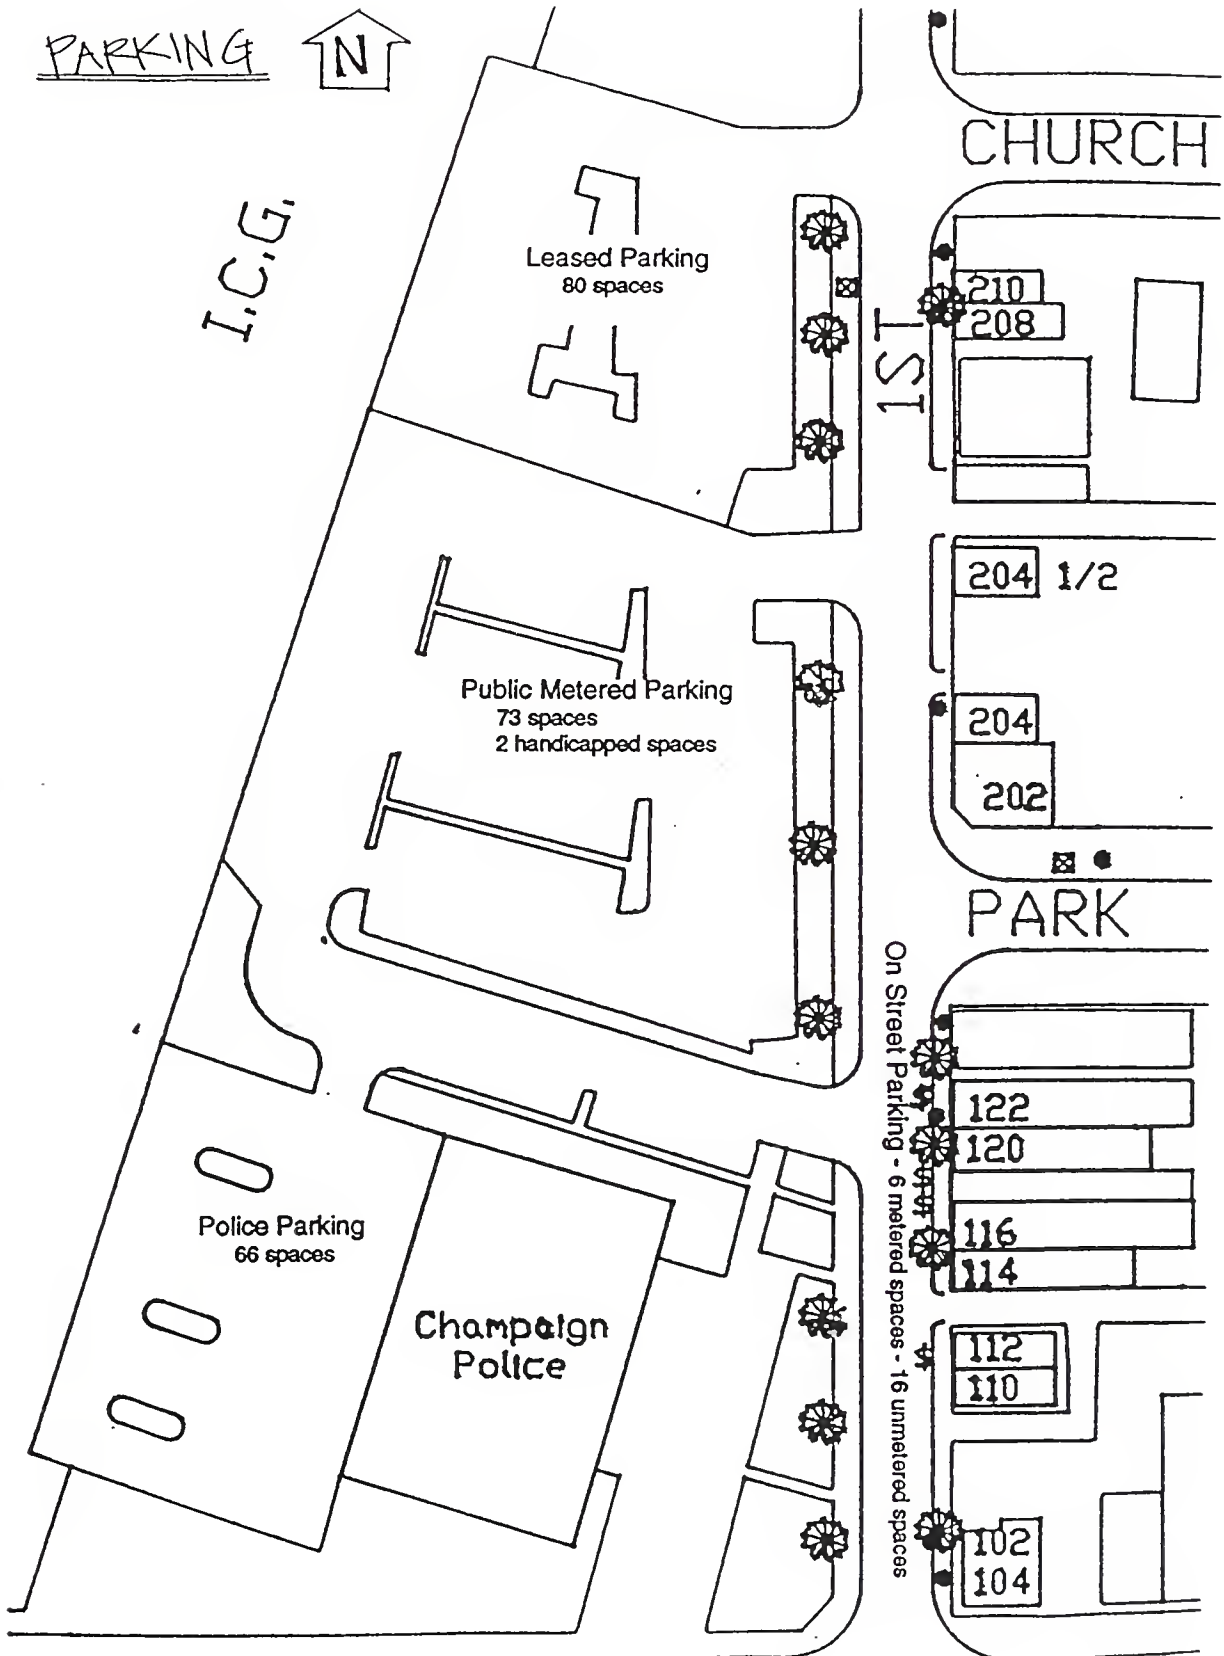 PARKING
N
CHURCH
I.C.G.
Leased Parking
80 spaces
210
208
1ST
204 1/2
Public Metered Parking
73 spaces
2 handicapped spaces
204
202
PARK
On Street Parking - 6 metered spaces - 16 unmetered spaces
122
120
116
114
Police Parking
66 spaces
Champaign
Police
112
110
102
104